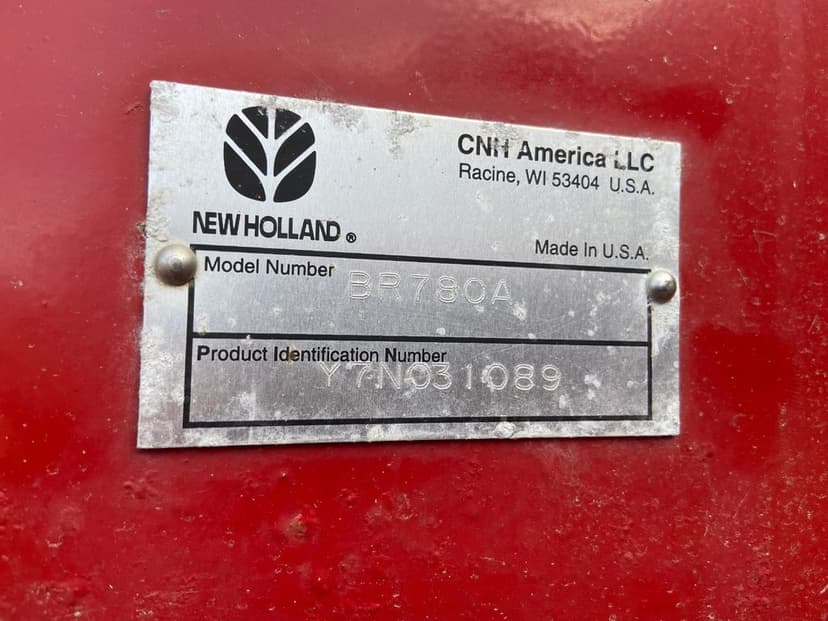 CNH America LLC
Racine, WI 53404 U.S.A.
NEW HOLLAND ®
Made In U.S.A.
Model Number BR780A
Product Identification Number
Y7N031089